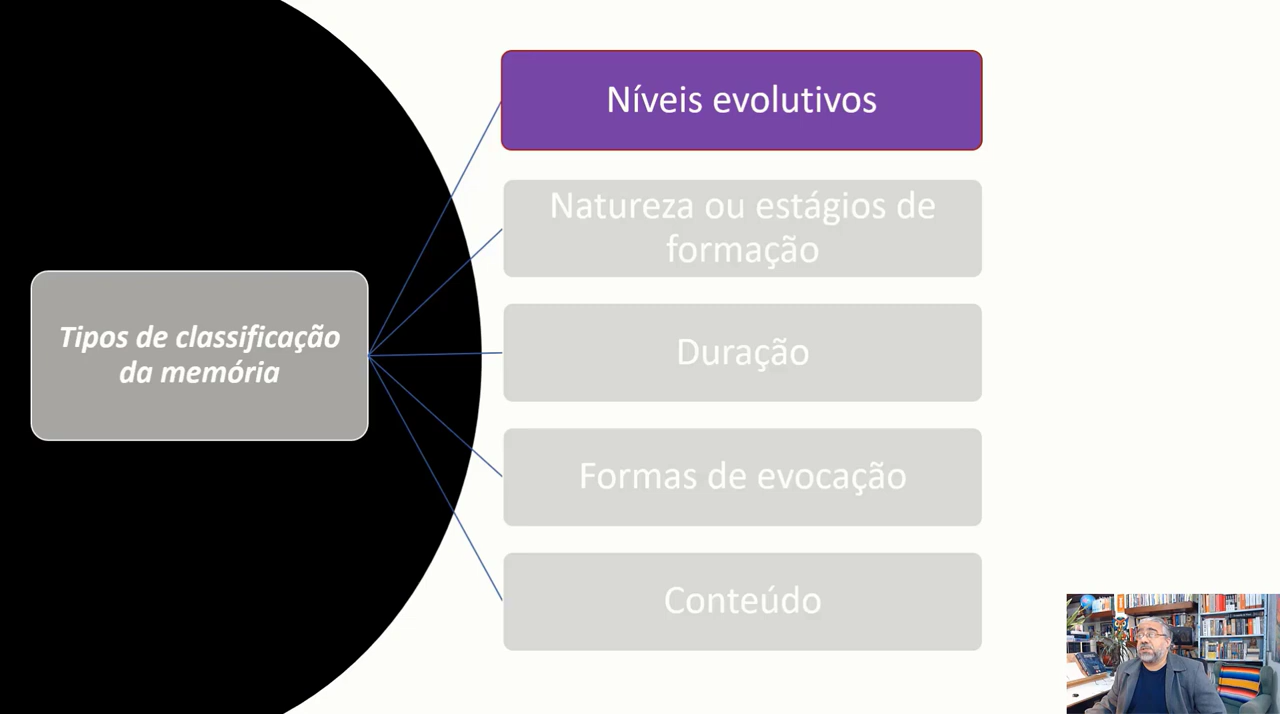 Níveis evolutivos
Natureza ou estágios de
formação
Tipos de classificação
da memória
Duração
Formas de evocação
Conteúdo